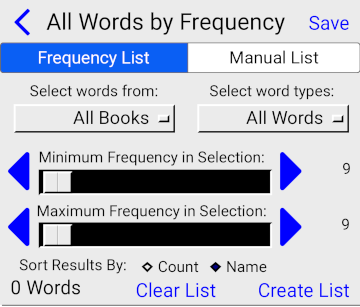 All Words by Frequency Save
Frequency List Manual List
Select words from: Select word types:
All Books All Words
Minimum Frequency in Selection:
9
Maximum Frequency in Selection:
9
Sort Results By: Count Name
0 Words Clear List Create List